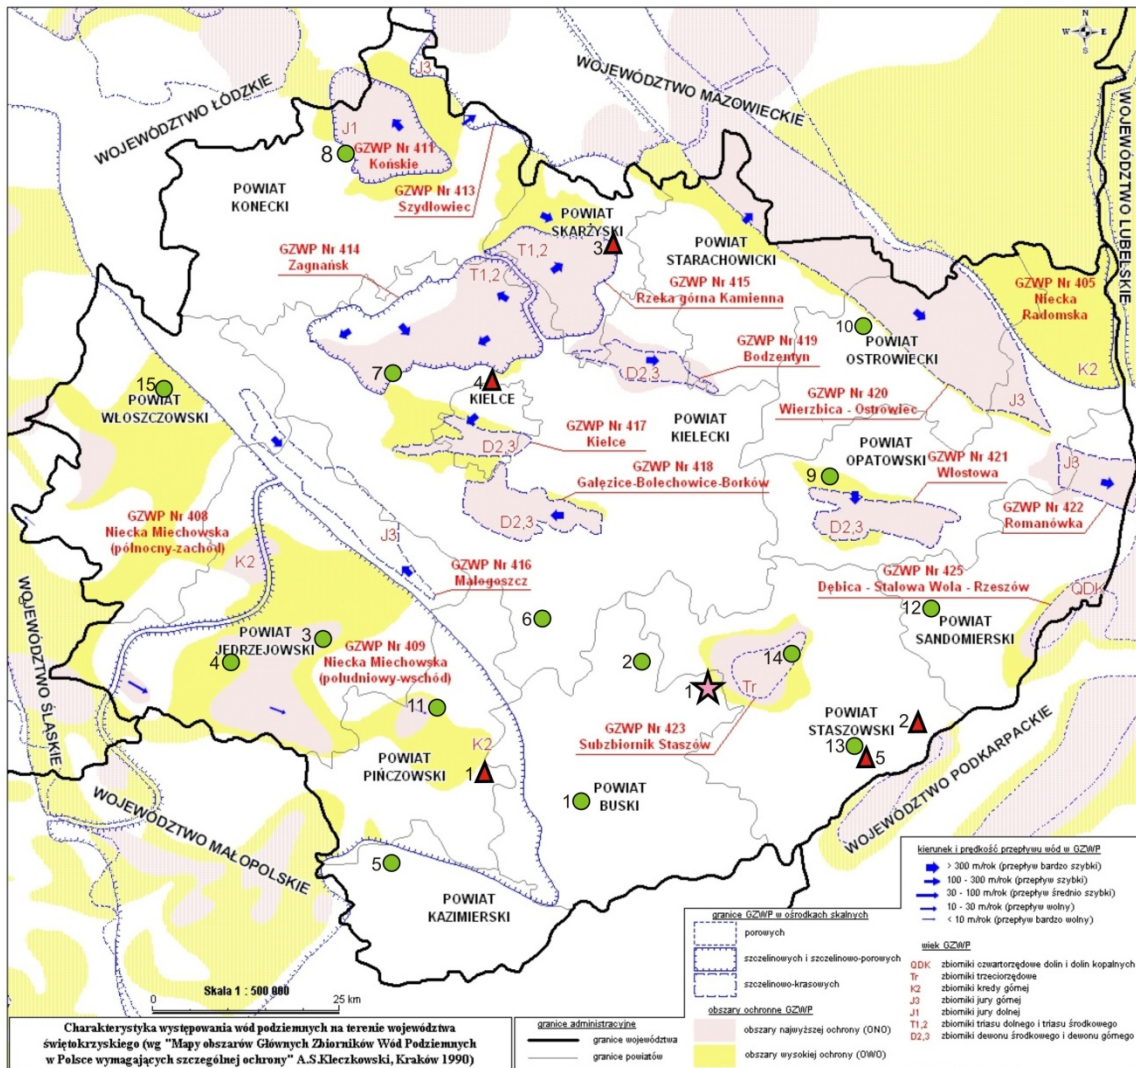 N
W E
S
WOJEWÓDZTWO ŁÓDZKIE
WOJEWÓDZTWO MAZOWIECKIE
WOJEWÓDZTWO LUBELSKIE
J3
J1
GZWP Nr 411
Końskie
8
POWIAT
KONECKI
GZWP Nr 413
Szydłowiec
POWIAT
SKARŻYSKI
3
T1,2
T1,2
GZWP Nr 414
Zagnańsk
POWIAT
STARACHOWICKI
GZWP Nr 415
Rzeka górna Kamienna
GZWP Nr 405
Niecka
Radomska
K2
10
POWIAT
OSTROWIECKI
GZWP Nr 419
Bodzentyn
D2,3
7
4
KIELCE
15
POWIAT
WŁOSZCZOWSKI
GZWP Nr 420
Wierzbica - Ostrowiec
J3
GZWP Nr 417
Kielce
D2,3
POWIAT
KIELECKI
POWIAT
OPATOWSKI
GZWP Nr 421
Włostowa
J3
GZWP Nr 418
Gałęzice-Bolechowice-Borków
9
D2,3
D2,3
GZWP Nr 422
Romanówka
GZWP Nr 408
Niecka Miechowska
(północny-zachód)
K2
J3
GZWP Nr 416
Małogoszcz
GZWP Nr 425
Dębica - Stalowa Wola - Rzeszów
QDK
WOJEWÓDZTWO ŚLĄSKIE
6
12
POWIAT
SANDOMIERSKI
3
POWIAT
JĘDRZEJOWSKI
4
GZWP Nr 409
Niecka Miechowska
(południowy-wschód)
2
14
1
Tr
11
GZWP Nr 423
Subzbiornik Staszów
POWIAT
STASZOWSKI
2
13
5
K2
POWIAT
PIŃCZOWSKI
1
1
POWIAT
BUSKI
WOJEWÓDZTWO PODKARPACKIE
WOJEWÓDZTWO MAŁOPOLSKIE
5
POWIAT
KAZIMIERSKI
kierunek i prędkość przepływu wód w GZWP
> 300 m/rok (przepływ bardzo szybki)
100 - 300 m/rok (przepływ szybki)
30 - 100 m/rok (przepływ średnio szybki)
10 - 30 m/rok (przepływ wolny)
< 10 m/rok (przepływ bardzo wolny)
granice GZWP w ośrodkach skalnych
porowych
szczelinowych i szczelinowo-porowych
szczelinowo-krasowych
wiek GZWP
QDK zbiorniki czwartorzędowe dolin i dolin kopalnych
Tr zbiorniki trzeciorzędowe
K2 zbiorniki kredy górnej
J3 zbiorniki jury górnej
J1 zbiorniki jury dolnej
T1,2 zbiorniki triasu dolnego i triasu środkowego
D2,3 zbiorniki dewonu środkowego i dewonu górnego
obszary ochronne GZWP
obszary najwyższej ochrony (ONO)
obszary wysokiej ochrony (OWO)
Skala 1 : 500 000
0 25 km
Charakterystyka występowania wód podziemnych na terenie województwa
świętokrzyskiego (wg "Mapy obszarów Głównych Zbiorników Wód Podziemnych
w Polsce wymagających szczególnej ochrony" A.S.Kleczkowski, Kraków 1990)
granice administracyjne
granice województwa
granice powiatów